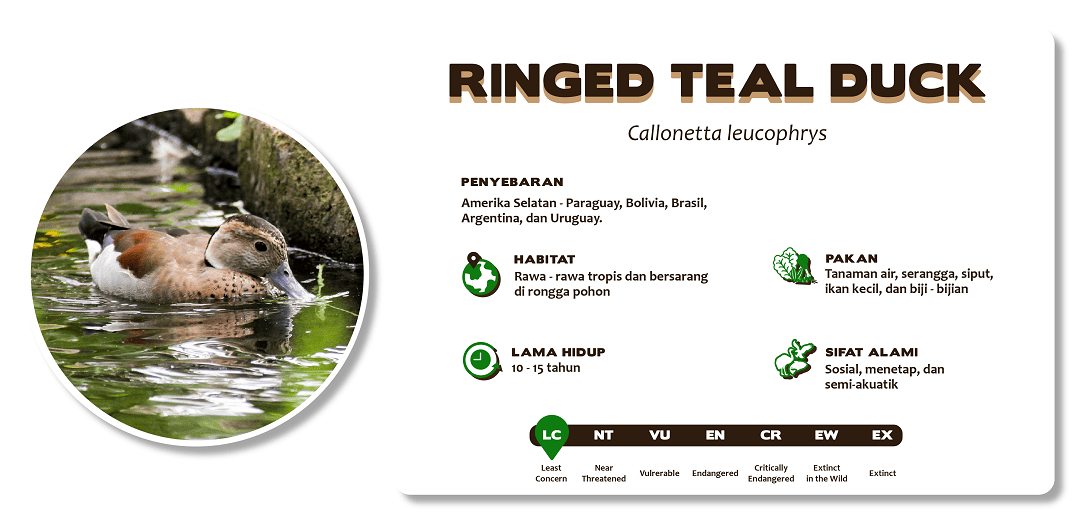 RINGED TEAL DUCK
Callonetta leucophrys
PENYEBARAN
Amerika Selatan - Paraguay, Bolivia, Brasil,
Argentina, dan Uruguay.
HABITAT
Rawa - rawa tropis dan bersarang
di rongga pohon
PAKAN
Tanaman air, serangga, siput,
ikan kecil, dan biji - bijian
LAMA HIDUP
10 - 15 tahun
SIFAT ALAMI
Sosial, menetap, dan
semi-akuatik
LC NT VU EN CR EW EX
Least
Concern
Near
Threatened
Vulrerable
Endangered
Critically
Endangered
Extinct
in the Wild
Extinct